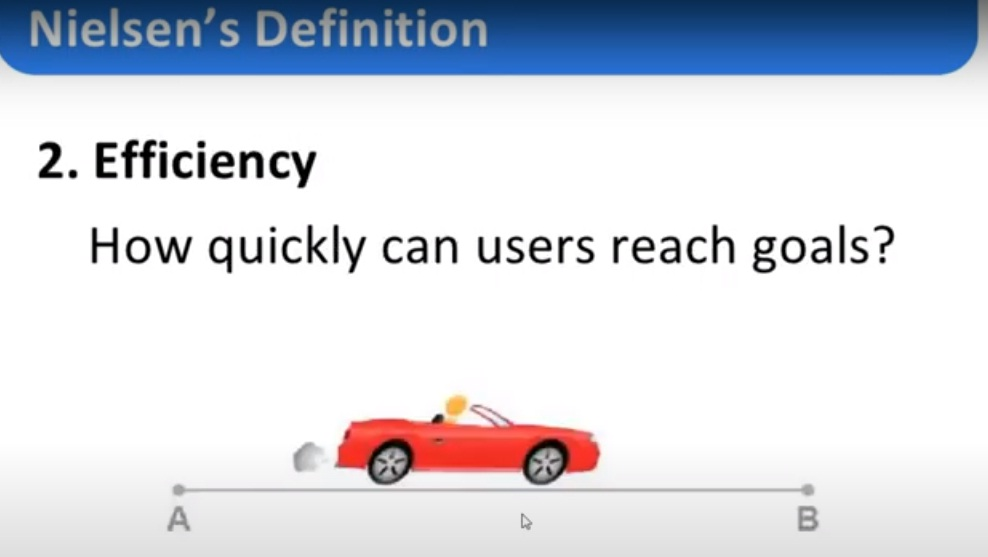 Nielsen’s Definition
2. Efficiency
How quickly can users reach goals?
A B